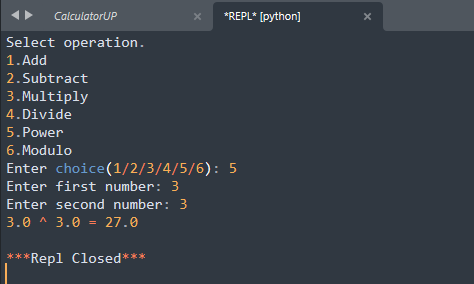 CalculatorUP
*REPL* [python]
Select operation.
1.Add
2.Subtract
3.Multiply
4.Divide
5.Power
6.Modulo
Enter choice(1/2/3/4/5/6): 5
Enter first number: 3
Enter second number: 3
3.0 ^ 3.0 = 27.0
***Repl Closed***